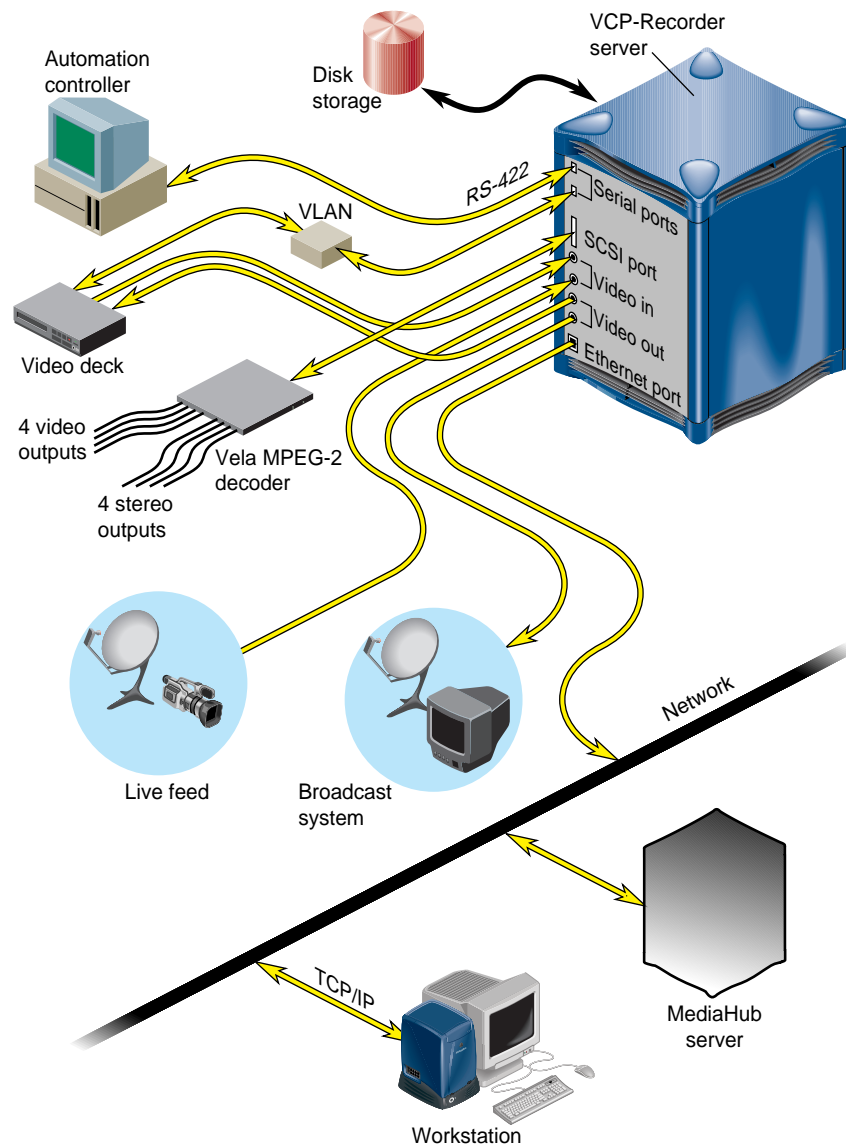 VCP-Recorder
server
Automation
controller
Disk
storage
RS-422
Serial ports
VLAN
SCSI port
Video in
Video out
Ethernet port
Video deck
4 video
outputs
Vela MPEG-2
decoder
4 stereo
outputs
Network
Live feed
Broadcast
system
TCP/IP
MediaHub
server
Workstation